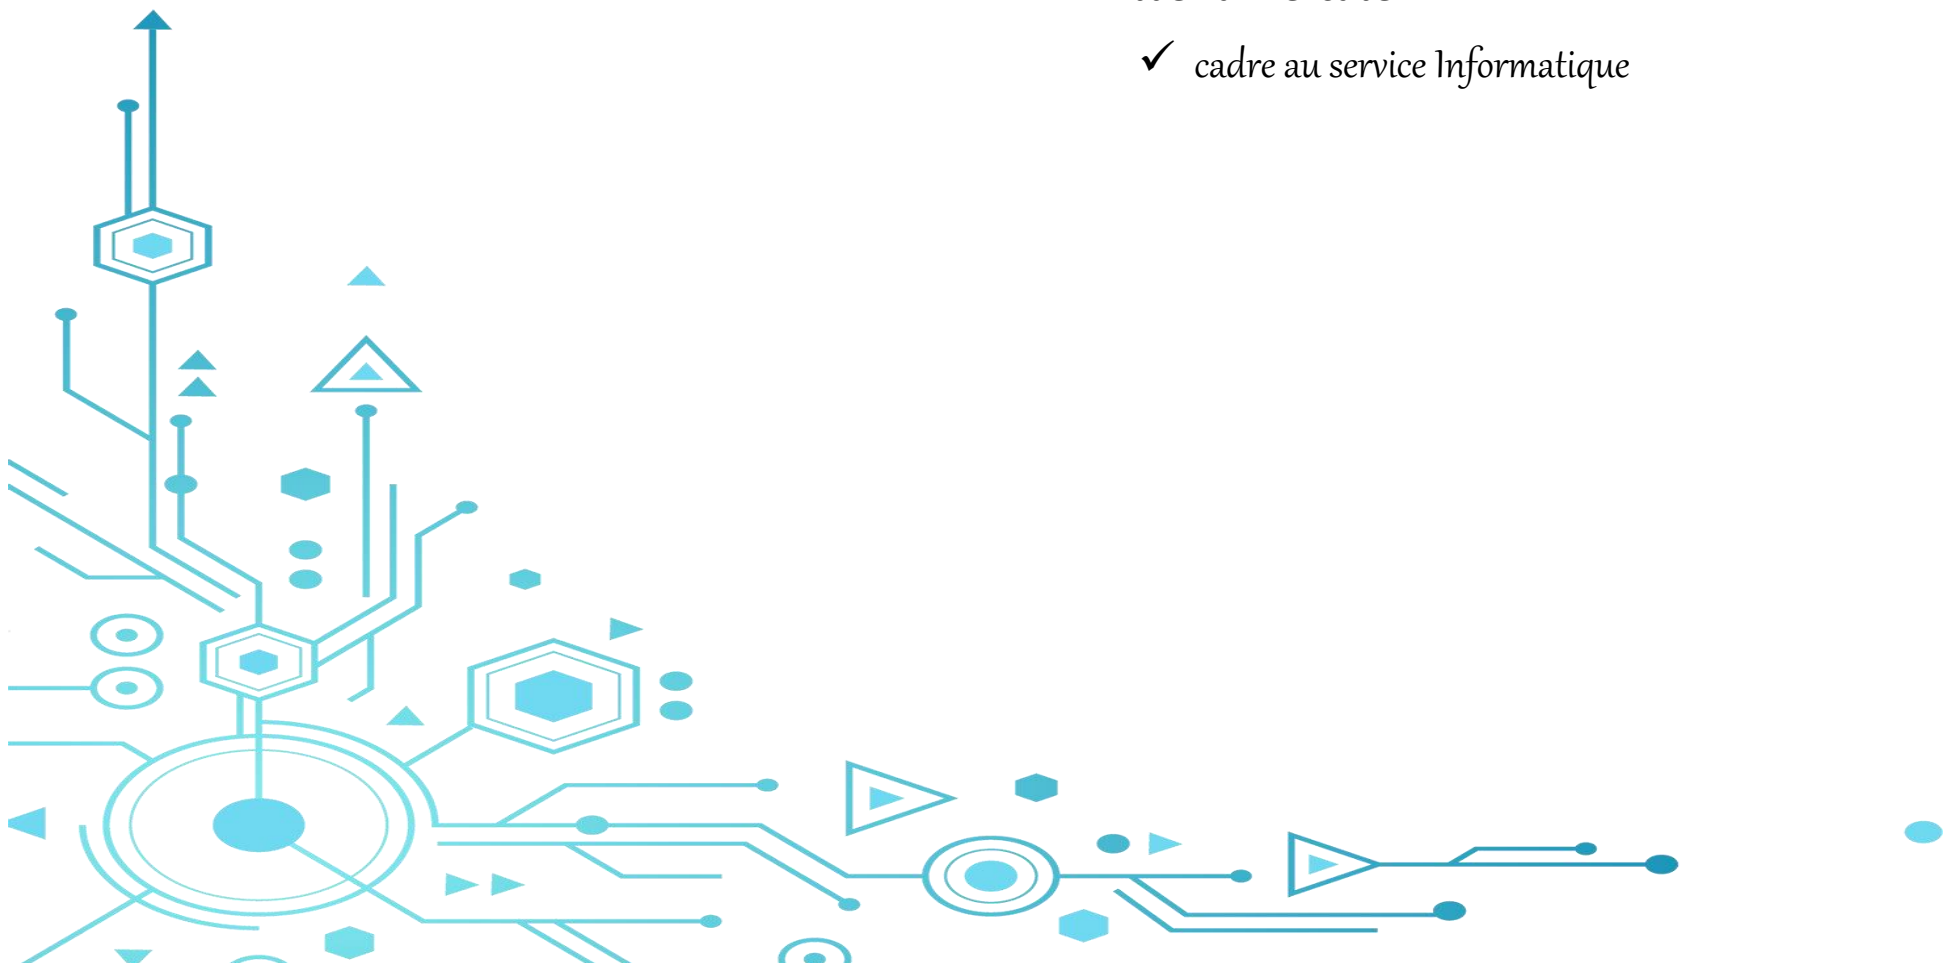 ✓ cadre au service Informatique